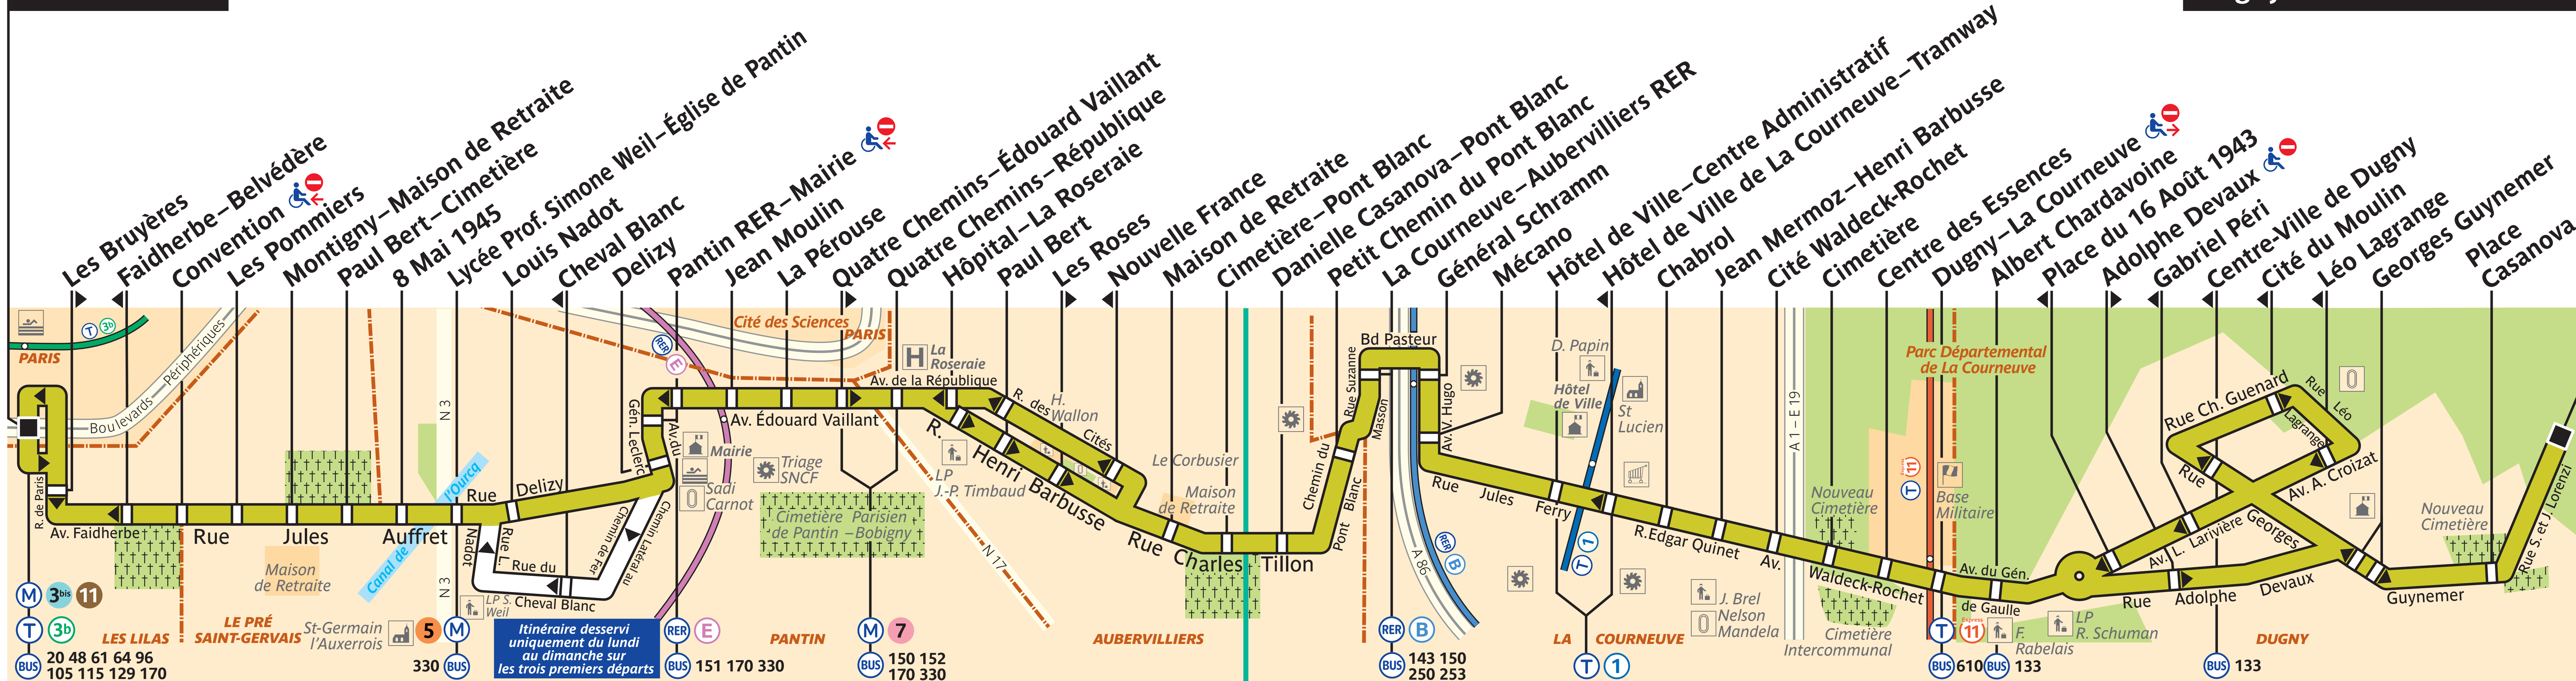 Les Bruyères
Faidherbe–Belvédère
Convention
Les Pommiers
Montigny–Maison de Retraite
Paul Bert–Cimetière
8 Mai 1945
Lycée Prof. Simone Weil–Église de Pantin
Louis Nadot
Cheval Blanc
Delizy
Pantin RER–Mairie
Jean Moulin
La Pérouse
Quatre Chemins–Édouard Vaillant
Quatre Chemins–République
Hôpital–La Roseraie
Paul Bert
Les Roses
Nouvelle France
Maison de Retraite
Cimetière–Pont Blanc
Danielle Casanova–Pont Blanc
Petit Chemin du Pont Blanc
La Courneuve–Aubervilliers RER
Général Schramm
Mécano
Hôtel de Ville–Centre Administratif
Hôtel de Ville de La Courneuve–Tramway
Chabrol
Jean Mermoz–Henri Barbusse
Cité Waldeck-Rochet
Cimetière
Centre des Essences
Dugny–La Courneuve
Albert Chardavoine
Place du 16 Août 1943
Adolphe Devaux
Gabriel Péri
Centre-Ville de Dugny
Cité du Moulin
Léo Lagrange
Georges Guynemer
Place
Casanova
PARIS
T 3b
Boulevards
Périphériques
R. de Paris
Av. Faidherbe
Rue
Jules
Auffret
Maison
de Retraite
Canal de
l'Ourcq
N 3
N 3
Rue
Delizy
Rue L.
Nadot
Rue du
Cheval Blanc
Chemin Latéral au
Chemin de Fer
LP S.
Weil
Gén. Leclerc
Av. du
RER E
Mairie
Sadi
Carnot
Triage
SNCF
Cité des Sciences
PARIS
Av. Édouard Vaillant
Av. de la République
H
La
Roseraie
Cimetière Parisien
de Pantin –Bobigny
LP
J.-P. Timbaud
N 17
R.
Henri
Barbusse
R. des
Cités
H.
Wallon
Le Corbusier
Maison
de Retraite
Rue
Charles
Tillon
Chemin du
Pont
Blanc
Rue Suzanne
Masson
Bd Pasteur
Av. V. Hugo
A 86
RER B
Rue
Jules
Ferry
D. Papin
Hôtel
de Ville
St
Lucien
T 1
R.Edgar Quinet
J. Brel
Nelson
Mandela
Av.
Waldeck-Rochet
A 1 – E 19
Nouveau
Cimetière
Cimetière
Intercommunal
Parc Départemental
de La Courneuve
T Express 11
Base
Militaire
Av. du Gén.
de Gaulle
F.
Rabelais
LP
R. Schuman
Rue
Adolphe
Devaux
Av. L. Larivière
Georges
Rue
Rue Ch. Guenard
Rue
Léo
Lagrange
Av. A. Croizat
Guynemer
Nouveau
Cimetière
Rue S. et J. Lorenzi
M 3bis 11
T 3b
BUS 20 48 61 64 96
105 115 129 170
LES LILAS
LE PRÉ
SAINT-GERVAIS
St-Germain
l'Auxerrois
5 M
330 BUS
Itinéraire desservi
uniquement du lundi
au dimanche sur
les trois premiers départs
RER E
BUS 151 170 330
PANTIN
M 7
BUS 150 152
170 330
AUBERVILLIERS
RER B
BUS 143 150
250 253
LA COURNEUVE
T 1
T Express 11
BUS 610
BUS 133
BUS 133
DUGNY